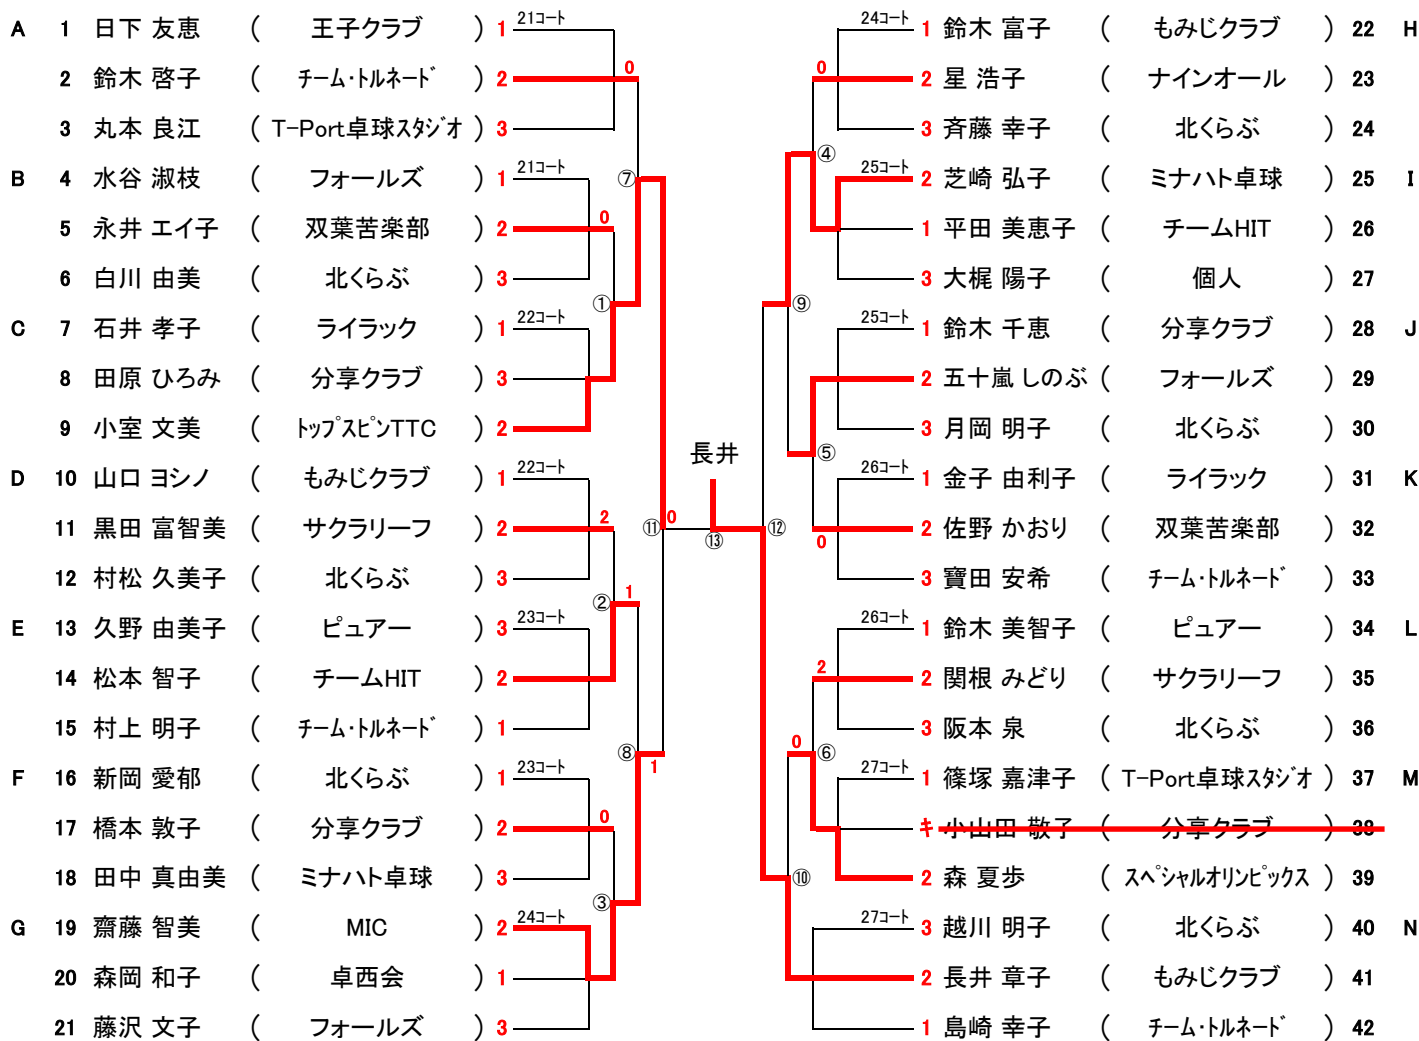 A 1 日下 友恵 ( 王子クラブ ) 1 21コート
2 鈴木 啓子 ( チーム・トルネード ) 2 0
3 丸本 良江 ( T-Port卓球スタジオ ) 3
B 4 水谷 淑枝 ( フォールズ ) 1 21コート ⑦
5 永井 エイ子 ( 双葉苦楽部 ) 2 0
6 白川 由美 ( 北くらぶ ) 3 ①
C 7 石井 孝子 ( ライラック ) 1 22コート
8 田原 ひろみ ( 分享クラブ ) 3
9 小室 文美 ( トップスピンTTC ) 2
D 10 山口 ヨシノ ( もみじクラブ ) 1 22コート
11 黒田 富智美 ( サクラリーフ ) 2 2 ⑪ 0
12 村松 久美子 ( 北くらぶ ) 3 ② 1
E 13 久野 由美子 ( ピュアー ) 3 23コート
14 松本 智子 ( チームHIT ) 2
15 村上 明子 ( チーム・トルネード ) 1 ⑧ 1
F 16 新岡 愛郁 ( 北くらぶ ) 1 23コート
17 橋本 敦子 ( 分享クラブ ) 2 0
18 田中 真由美 ( ミナハト卓球 ) 3 ③
G 19 齋藤 智美 ( MIC ) 2 24コート
20 森岡 和子 ( 卓西会 ) 1
21 藤沢 文子 ( フォールズ ) 3
長井
⑬
24コート 1 鈴木 富子 ( もみじクラブ ) 22 H
0 2 星 浩子 ( ナインオール ) 23
3 斉藤 幸子 ( 北くらぶ ) 24
④ 25コート 2 芝崎 弘子 ( ミナハト卓球 ) 25 I
1 平田 美恵子 ( チームHIT ) 26
3 大梶 陽子 ( 個人 ) 27
⑨ 25コート 1 鈴木 千恵 ( 分享クラブ ) 28 J
2 五十嵐 しのぶ ( フォールズ ) 29
3 月岡 明子 ( 北くらぶ ) 30
⑤ 26コート 1 金子 由利子 ( ライラック ) 31 K
⑫ 0 2 佐野 かおり ( 双葉苦楽部 ) 32
3 寶田 安希 ( チーム・トルネード ) 33
26コート 1 鈴木 美智子 ( ピュアー ) 34 L
2 2 関根 みどり ( サクラリーフ ) 35
3 阪本 泉 ( 北くらぶ ) 36
0 ⑥ 27コート 1 篠塚 嘉津子 ( T-Port卓球スタジオ ) 37 M
キ 小山田 敬子 ( 分享クラブ ) 38
⑩ 2 森 夏歩 ( スペシャルオリンピックス ) 39
27コート 3 越川 明子 ( 北くらぶ ) 40 N
2 長井 章子 ( もみじクラブ ) 41
1 島崎 幸子 ( チーム・トルネード ) 42